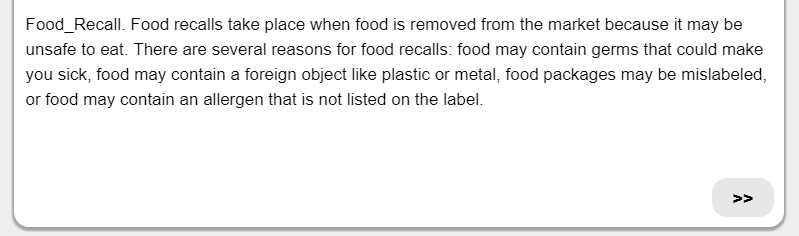 Food_Recall. Food recalls take place when food is removed from the market because it may be
unsafe to eat. There are several reasons for food recalls: food may contain germs that could make
you sick, food may contain a foreign object like plastic or metal, food packages may be mislabeled,
or food may contain an allergen that is not listed on the label.
>>